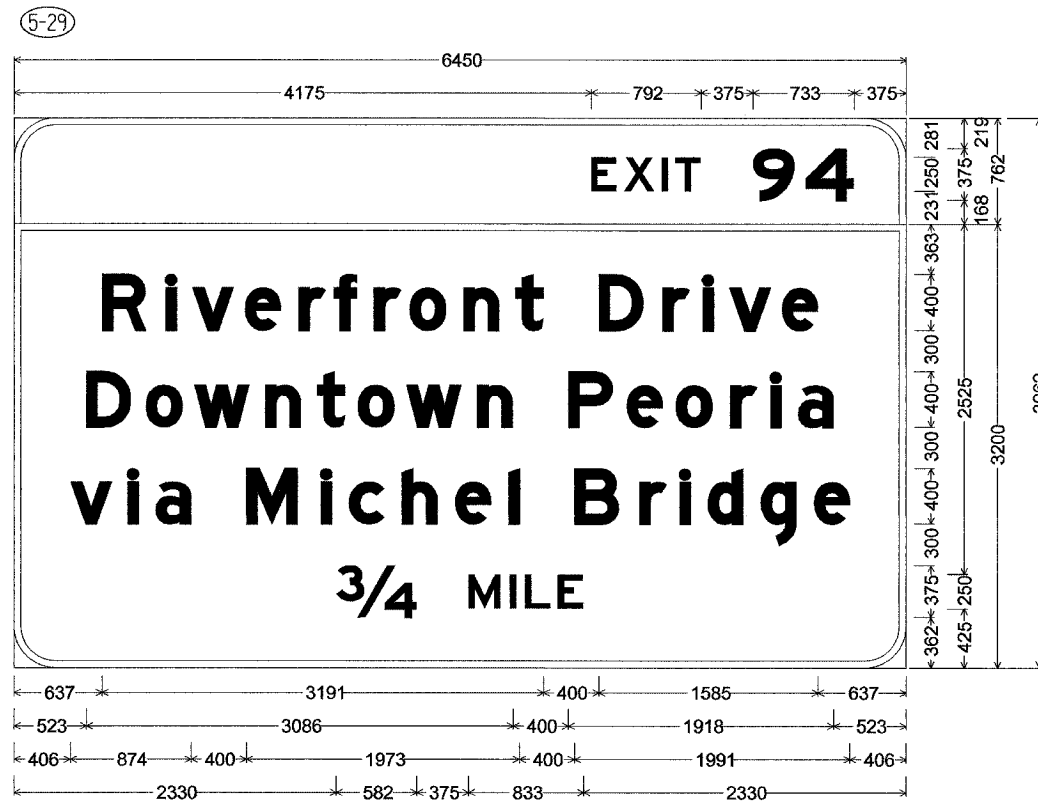 5-29
6450
4175 792 375 733 375
EXIT 94
281 250 231
219 375 168
762
Riverfront Drive
Downtown Peoria
via Michel Bridge
3/4 MILE
363 400 300 400 300 400 300 375 362
2525 250 425
3200
637 3191 400 1585 637
523 3086 400 1918 523
406 874 400 1973 400 1991 406
2330 582 375 833 2330